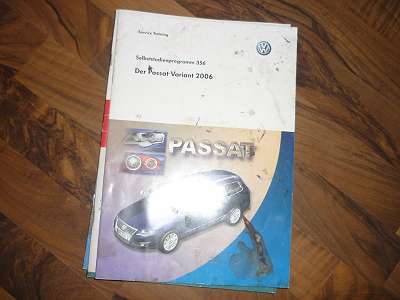 Service Training
Selbststudienprogramm 356
Der Passat Variant 2006
PASSAT